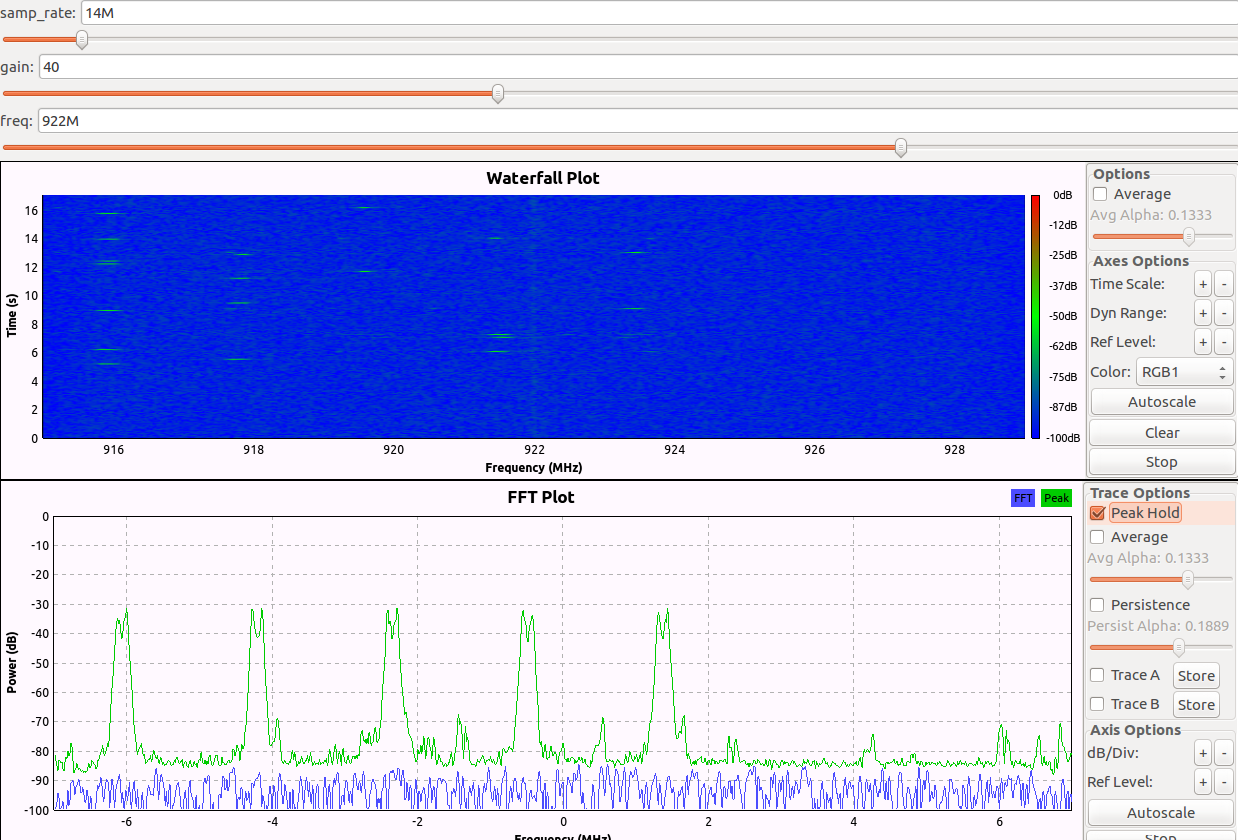 samp_rate: 14M
gain: 40
freq: 922M
Waterfall Plot
16
14
12
10
8
6
4
2
0
Time (s)
916 918 920 922 924 926 928
Frequency (MHz)
0dB
-12dB
-25dB
-37dB
-50dB
-62dB
-75dB
-87dB
-100dB
Options
Average
Avg Alpha: 0.1333
Axes Options
Time Scale: + -
Dyn Range: + -
Ref Level: + -
Color: RGB1
Autoscale
Clear
Stop
FFT Plot
FFT Peak
0
-10
-20
-30
-40
-50
-60
-70
-80
-90
-100
Power (dB)
-6 -4 -2 0 2 4 6
Frequency (MHz)
Trace Options
Peak Hold
Average
Avg Alpha: 0.1333
Persistence
Persist Alpha: 0.1889
Trace A Store
Trace B Store
Axis Options
dB/Div: + -
Ref Level: + -
Autoscale
Stop